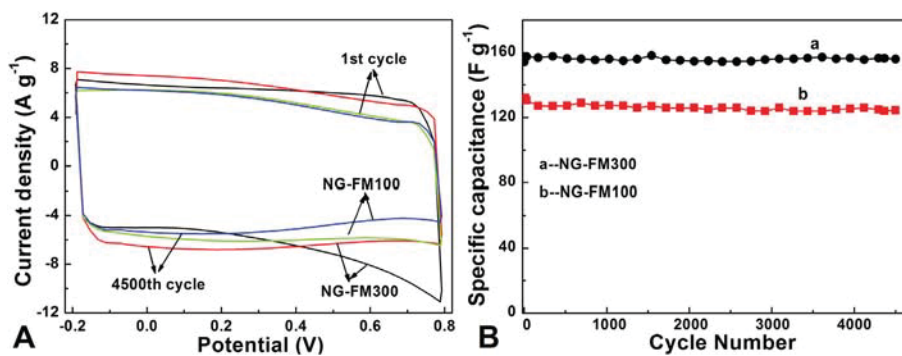 12
8
4
0
-4
-8
-12
Current density (A g⁻¹)
1st cycle
NG-FM100
4500th cycle
NG-FM300
-0.2
0.0
0.2
0.4
0.6
0.8
Potential (V)
A
160
120
80
40
0
Specific capacitance (F g⁻¹)
a
b
a--NG-FM300
b--NG-FM100
0
1000
2000
3000
4000
Cycle Number
B